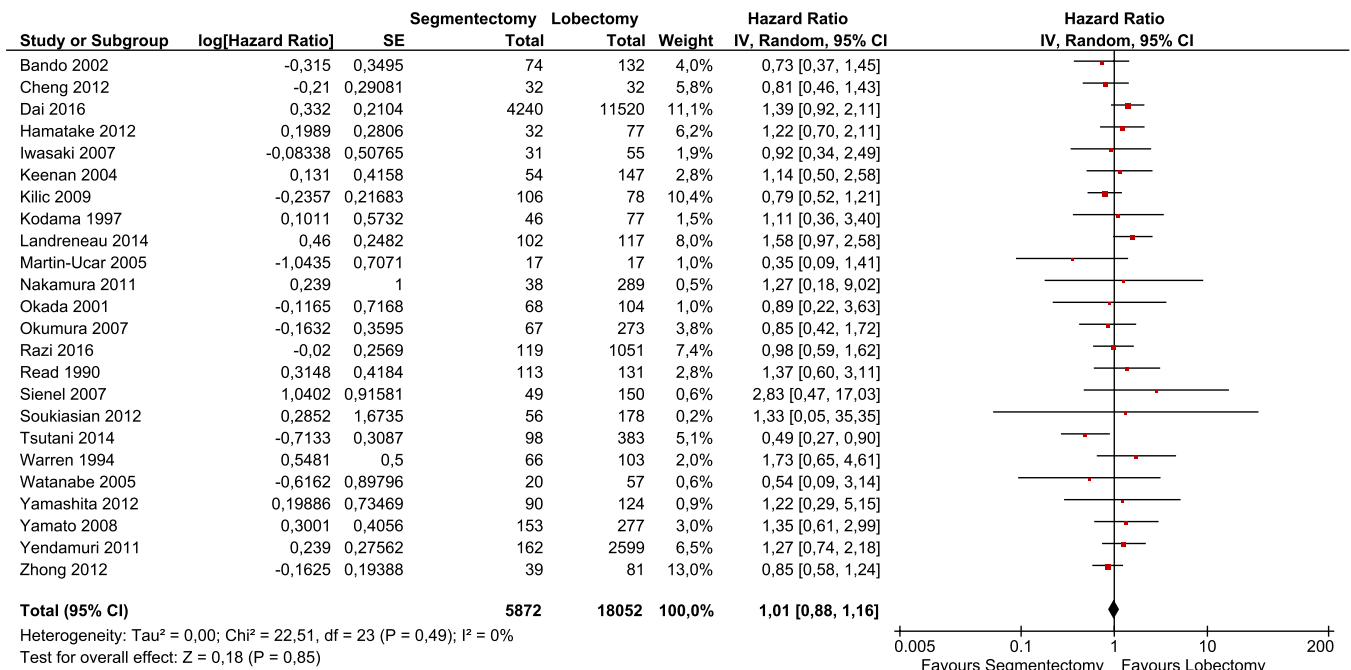 Segmentectomy Lobectomy Hazard Ratio Hazard Ratio
Study or Subgroup log[Hazard Ratio] SE Total Total Weight IV, Random, 95% CI IV, Random, 95% CI
Bando 2002 -0,315 0,3495 74 132 4,0% 0,73 [0,37, 1,45]
Cheng 2012 -0,21 0,29081 32 32 5,8% 0,81 [0,46, 1,43]
Dai 2016 0,332 0,2104 4240 11520 11,1% 1,39 [0,92, 2,11]
Hamatake 2012 0,1989 0,2806 32 77 6,2% 1,22 [0,70, 2,11]
Iwasaki 2007 -0,08338 0,50765 31 55 1,9% 0,92 [0,34, 2,49]
Keenan 2004 0,131 0,4158 54 147 2,8% 1,14 [0,50, 2,58]
Kilic 2009 -0,2357 0,21683 106 78 10,4% 0,79 [0,52, 1,21]
Kodama 1997 0,1011 0,5732 46 77 1,5% 1,11 [0,36, 3,40]
Landreneau 2014 0,46 0,2482 102 117 8,0% 1,58 [0,97, 2,58]
Martin-Ucar 2005 -1,0435 0,7071 17 17 1,0% 0,35 [0,09, 1,41]
Nakamura 2011 0,239 1 38 289 0,5% 1,27 [0,18, 9,02]
Okada 2001 -0,1165 0,7168 68 104 1,0% 0,89 [0,22, 3,63]
Okumura 2007 -0,1632 0,3595 67 273 3,8% 0,85 [0,42, 1,72]
Razi 2016 -0,02 0,2569 119 1051 7,4% 0,98 [0,59, 1,62]
Read 1990 0,3148 0,4184 113 131 2,8% 1,37 [0,60, 3,11]
Sienel 2007 1,0402 0,91581 49 150 0,6% 2,83 [0,47, 17,03]
Soukiasian 2012 0,2852 1,6735 56 178 0,2% 1,33 [0,05, 35,35]
Tsutani 2014 -0,7133 0,3087 98 383 5,1% 0,49 [0,27, 0,90]
Warren 1994 0,5481 0,5 66 103 2,0% 1,73 [0,65, 4,61]
Watanabe 2005 -0,6162 0,89796 20 57 0,6% 0,54 [0,09, 3,14]
Yamashita 2012 0,19886 0,73469 90 124 0,9% 1,22 [0,29, 5,15]
Yamato 2008 0,3001 0,4056 153 277 3,0% 1,35 [0,61, 2,99]
Yendamuri 2011 0,239 0,27562 162 2599 6,5% 1,27 [0,74, 2,18]
Zhong 2012 -0,1625 0,19388 39 81 13,0% 0,85 [0,58, 1,24]
Total (95% CI) 5872 18052 100,0% 1,01 [0,88, 1,16]
Heterogeneity: Tau² = 0,00; Chi² = 22,51, df = 23 (P = 0,49); I² = 0%
Test for overall effect: Z = 0,18 (P = 0,85)
0.005 0.1 1 10 200
Favours Segmentectomy Favours Lobectomy